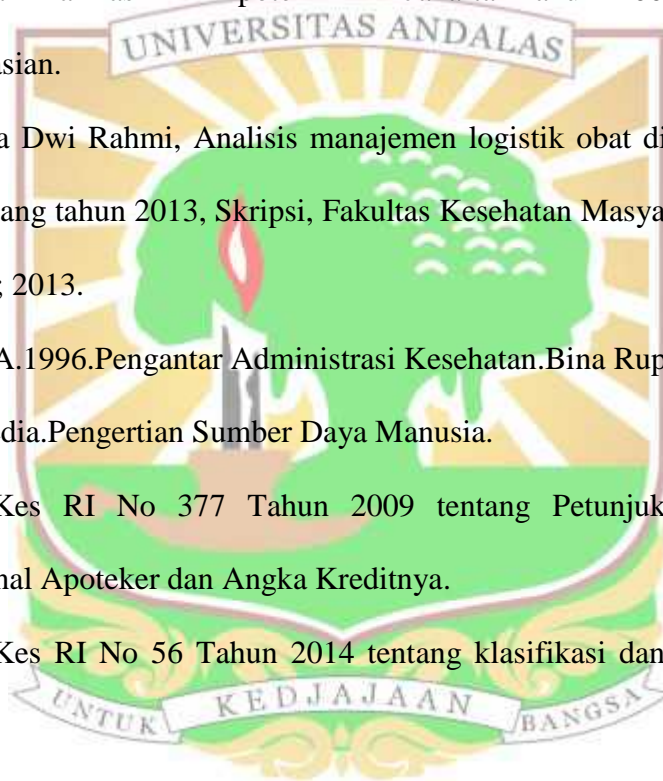 UNIVERSITAS ANDALAS
asian.
a Dwi Rahmi, Analisis manajemen logistik obat di
ang tahun 2013, Skripsi, Fakultas Kesehatan Masya
; 2013.
A.1996.Pengantar Administrasi Kesehatan.Bina Rup
edia.Pengertian Sumber Daya Manusia.
Kes RI No 377 Tahun 2009 tentang Petunjuk
nal Apoteker dan Angka Kreditnya.
Kes RI No 56 Tahun 2014 tentang klasifikasi dan
UNTUK KEDJAJAAN BANGSA